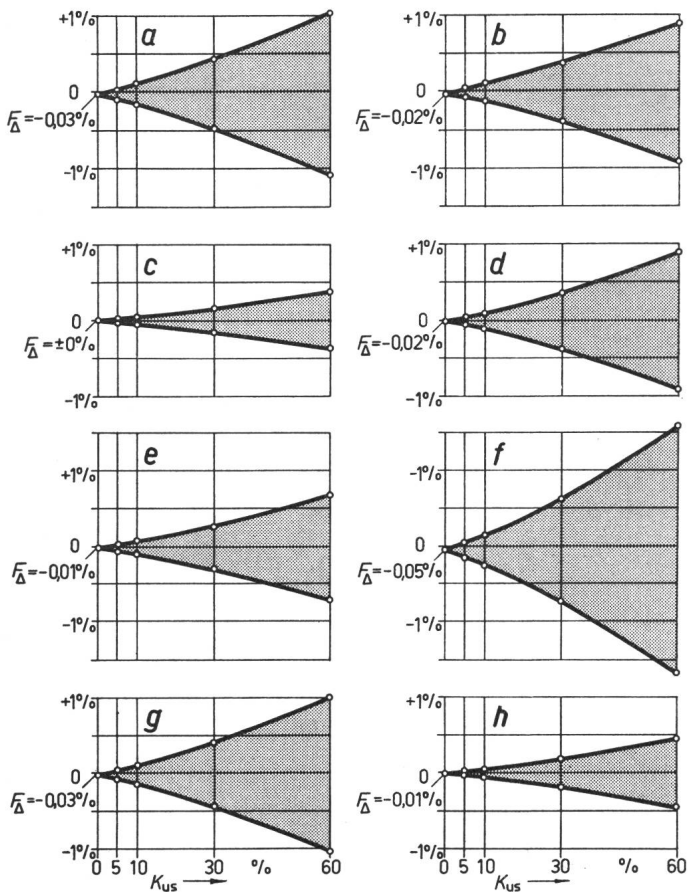 +1%
a
0
F∆=-0,03%
-1%
+1%
b
0
F∆=-0,02%
-1%
+1%
c
0
F∆=±0%
-1%
+1%
d
0
F∆=-0,02%
-1%
+1%
e
0
F∆=-0,01%
-1%
-1%
f
0
F∆=-0,05%
-1%
+1%
g
0
F∆=-0,03%
-1%
0 5 10 30 % 60
Kus
+1%
h
0
F∆=-0,01%
-1%
0 5 10 30 % 60
Kus